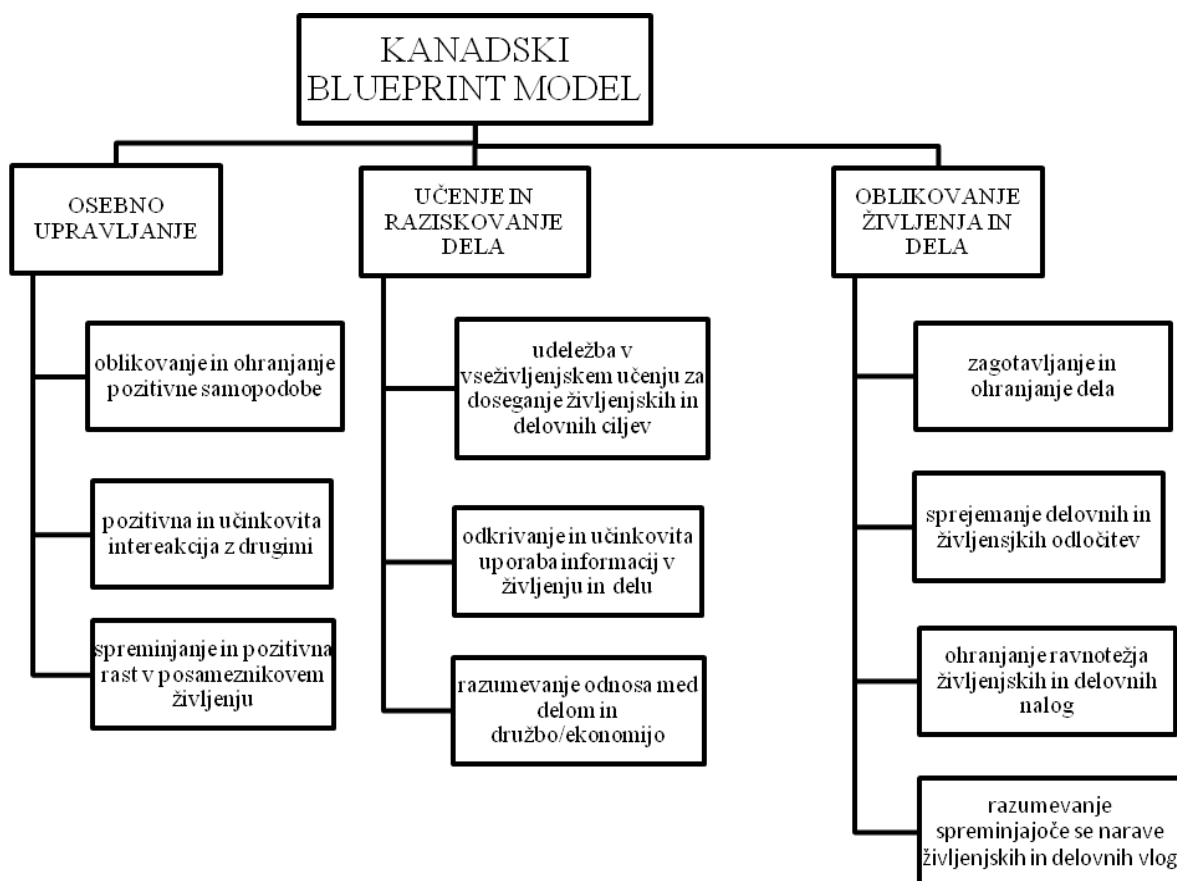 KANADSKI
BLUEPRINT MODEL
OSEBNO
UPRAVLJANJE
oblikovanje in ohranjanje
pozitivne samopodobe
pozitivna in učinkovita
intereakcija z drugimi
spreminjanje in pozitivna
rast v posameznikovem
življenju
UČENJE IN
RAZISKOVANJE
DELA
udeležba v
vseživljenjskem učenju za
doseganje življenjskih in
delovnih ciljev
odkrivanje in učinkovita
uporaba informacij v
življenju in delu
razumevanje odnosa med
delom in
družbo/ekonomijo
OBLIKOVANJE
ŽIVLJENJA IN
DELA
zagotavljanje in
ohranjanje dela
sprejemanje delovnih in
življensjkih odločitev
ohranjanje ravnotežja
življenjskih in delovnih
nalog
razumevanje
spreminjajoče se narave
življenjskih in delovnih vlog